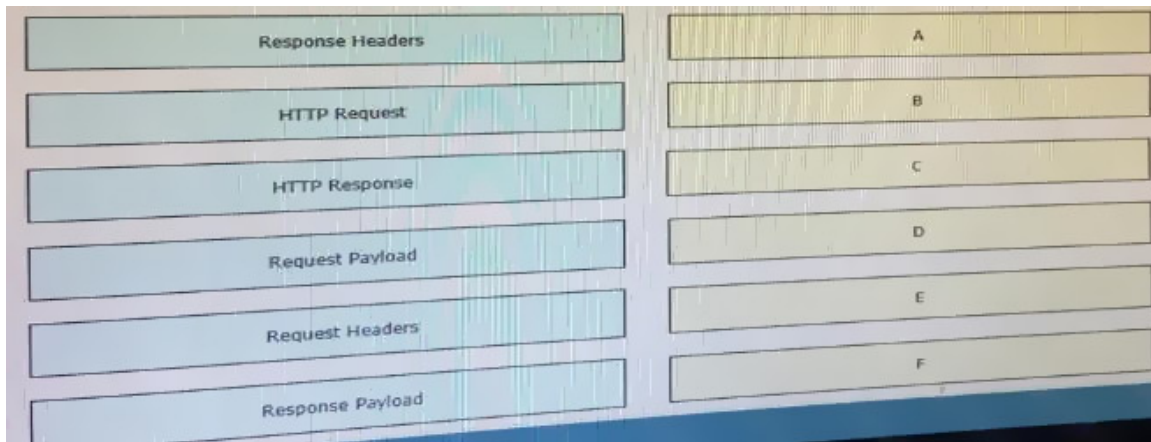 Response Headers
A
HTTP Request
B
HTTP Response
C
Request Payload
D
Request Headers
E
Response Payload
F